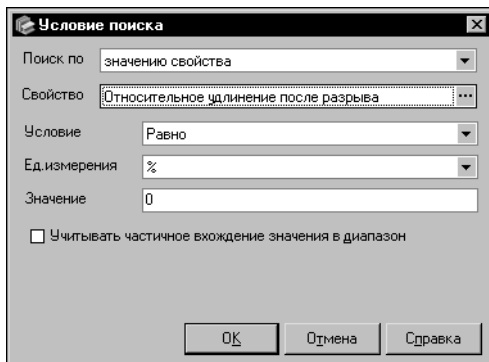 Условие поиска
Поиск по значению свойства
Свойство Относительное удлинение после разрыва ...
Условие Равно
Ед.измерения %
Значение 0
Учитывать частичное вхождение значения в диапазон
OK Отмена Справка